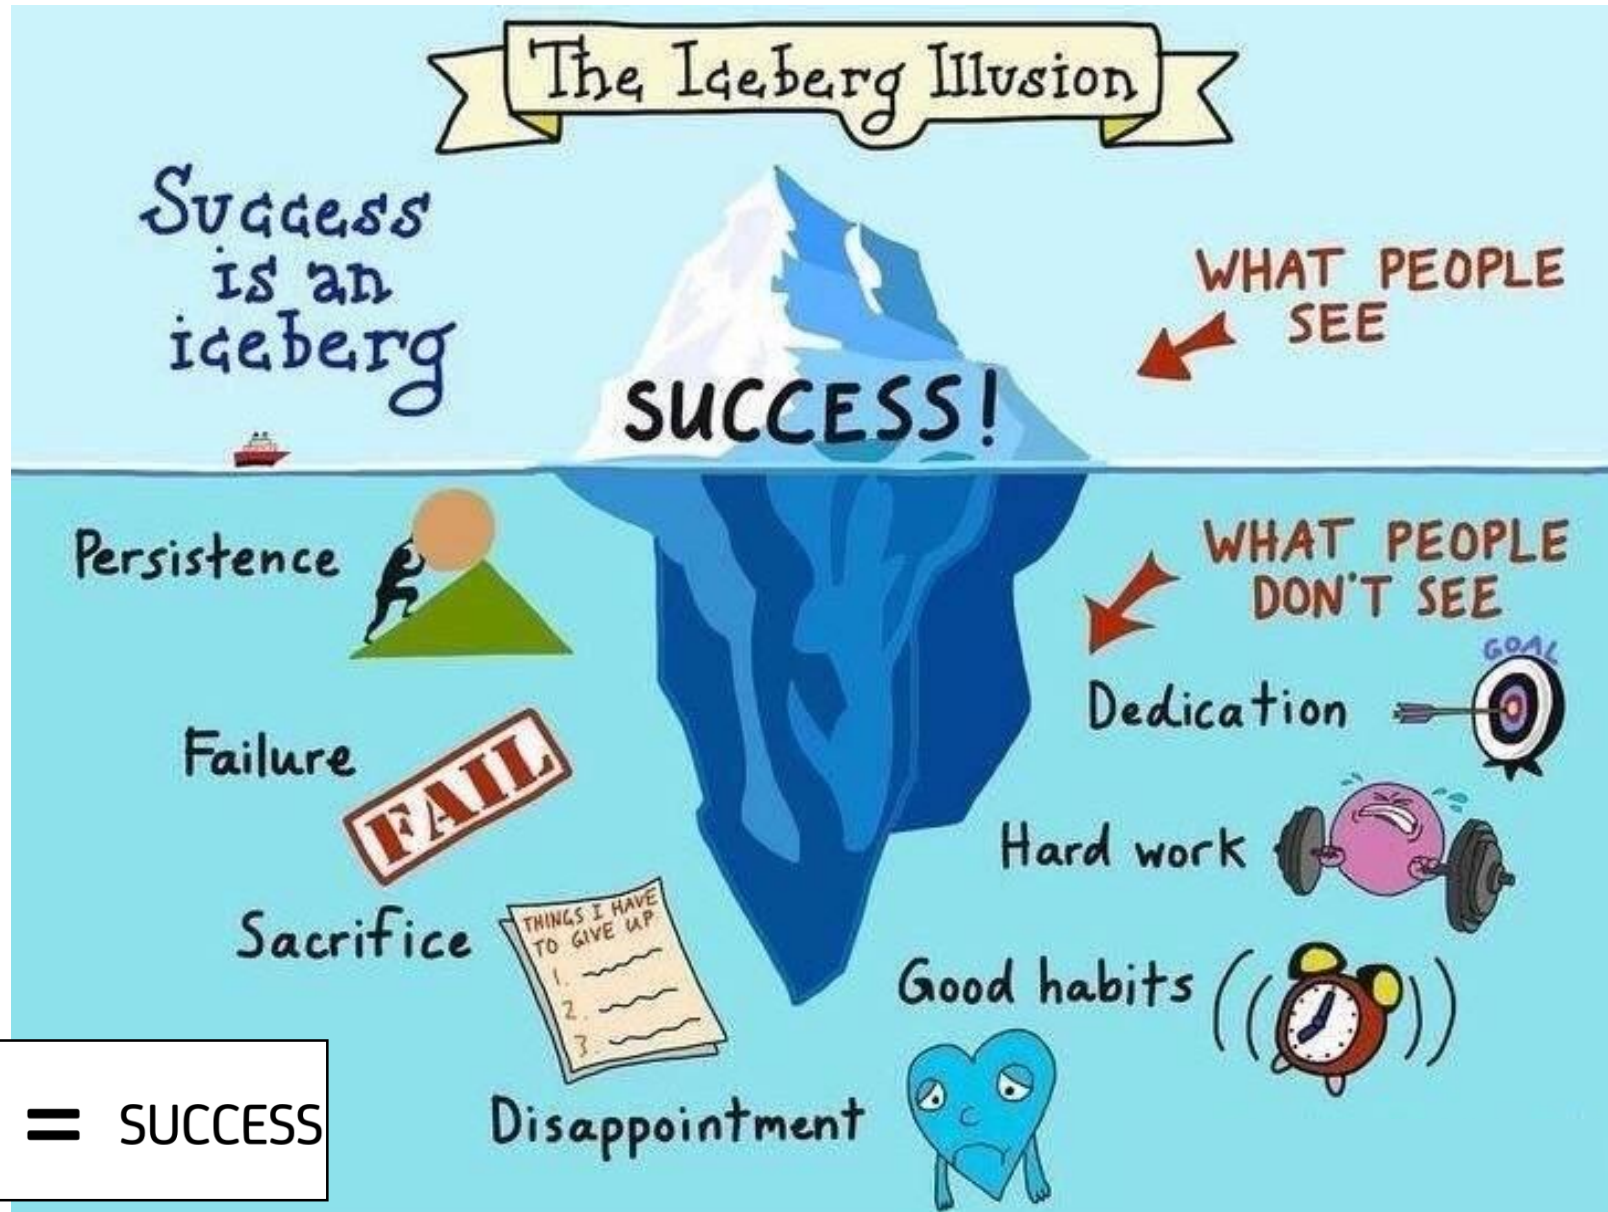 The Iceberg Illusion
Success
is an
iceberg
WHAT PEOPLE
SEE
SUCCESS!
Persistence
WHAT PEOPLE
DON'T SEE
GOAL
Dedication
Failure
FAIL
Hard work
Sacrifice
THINGS I HAVE
TO GIVE UP
1.
2.
3.
Good habits
Disappointment
= SUCCESS